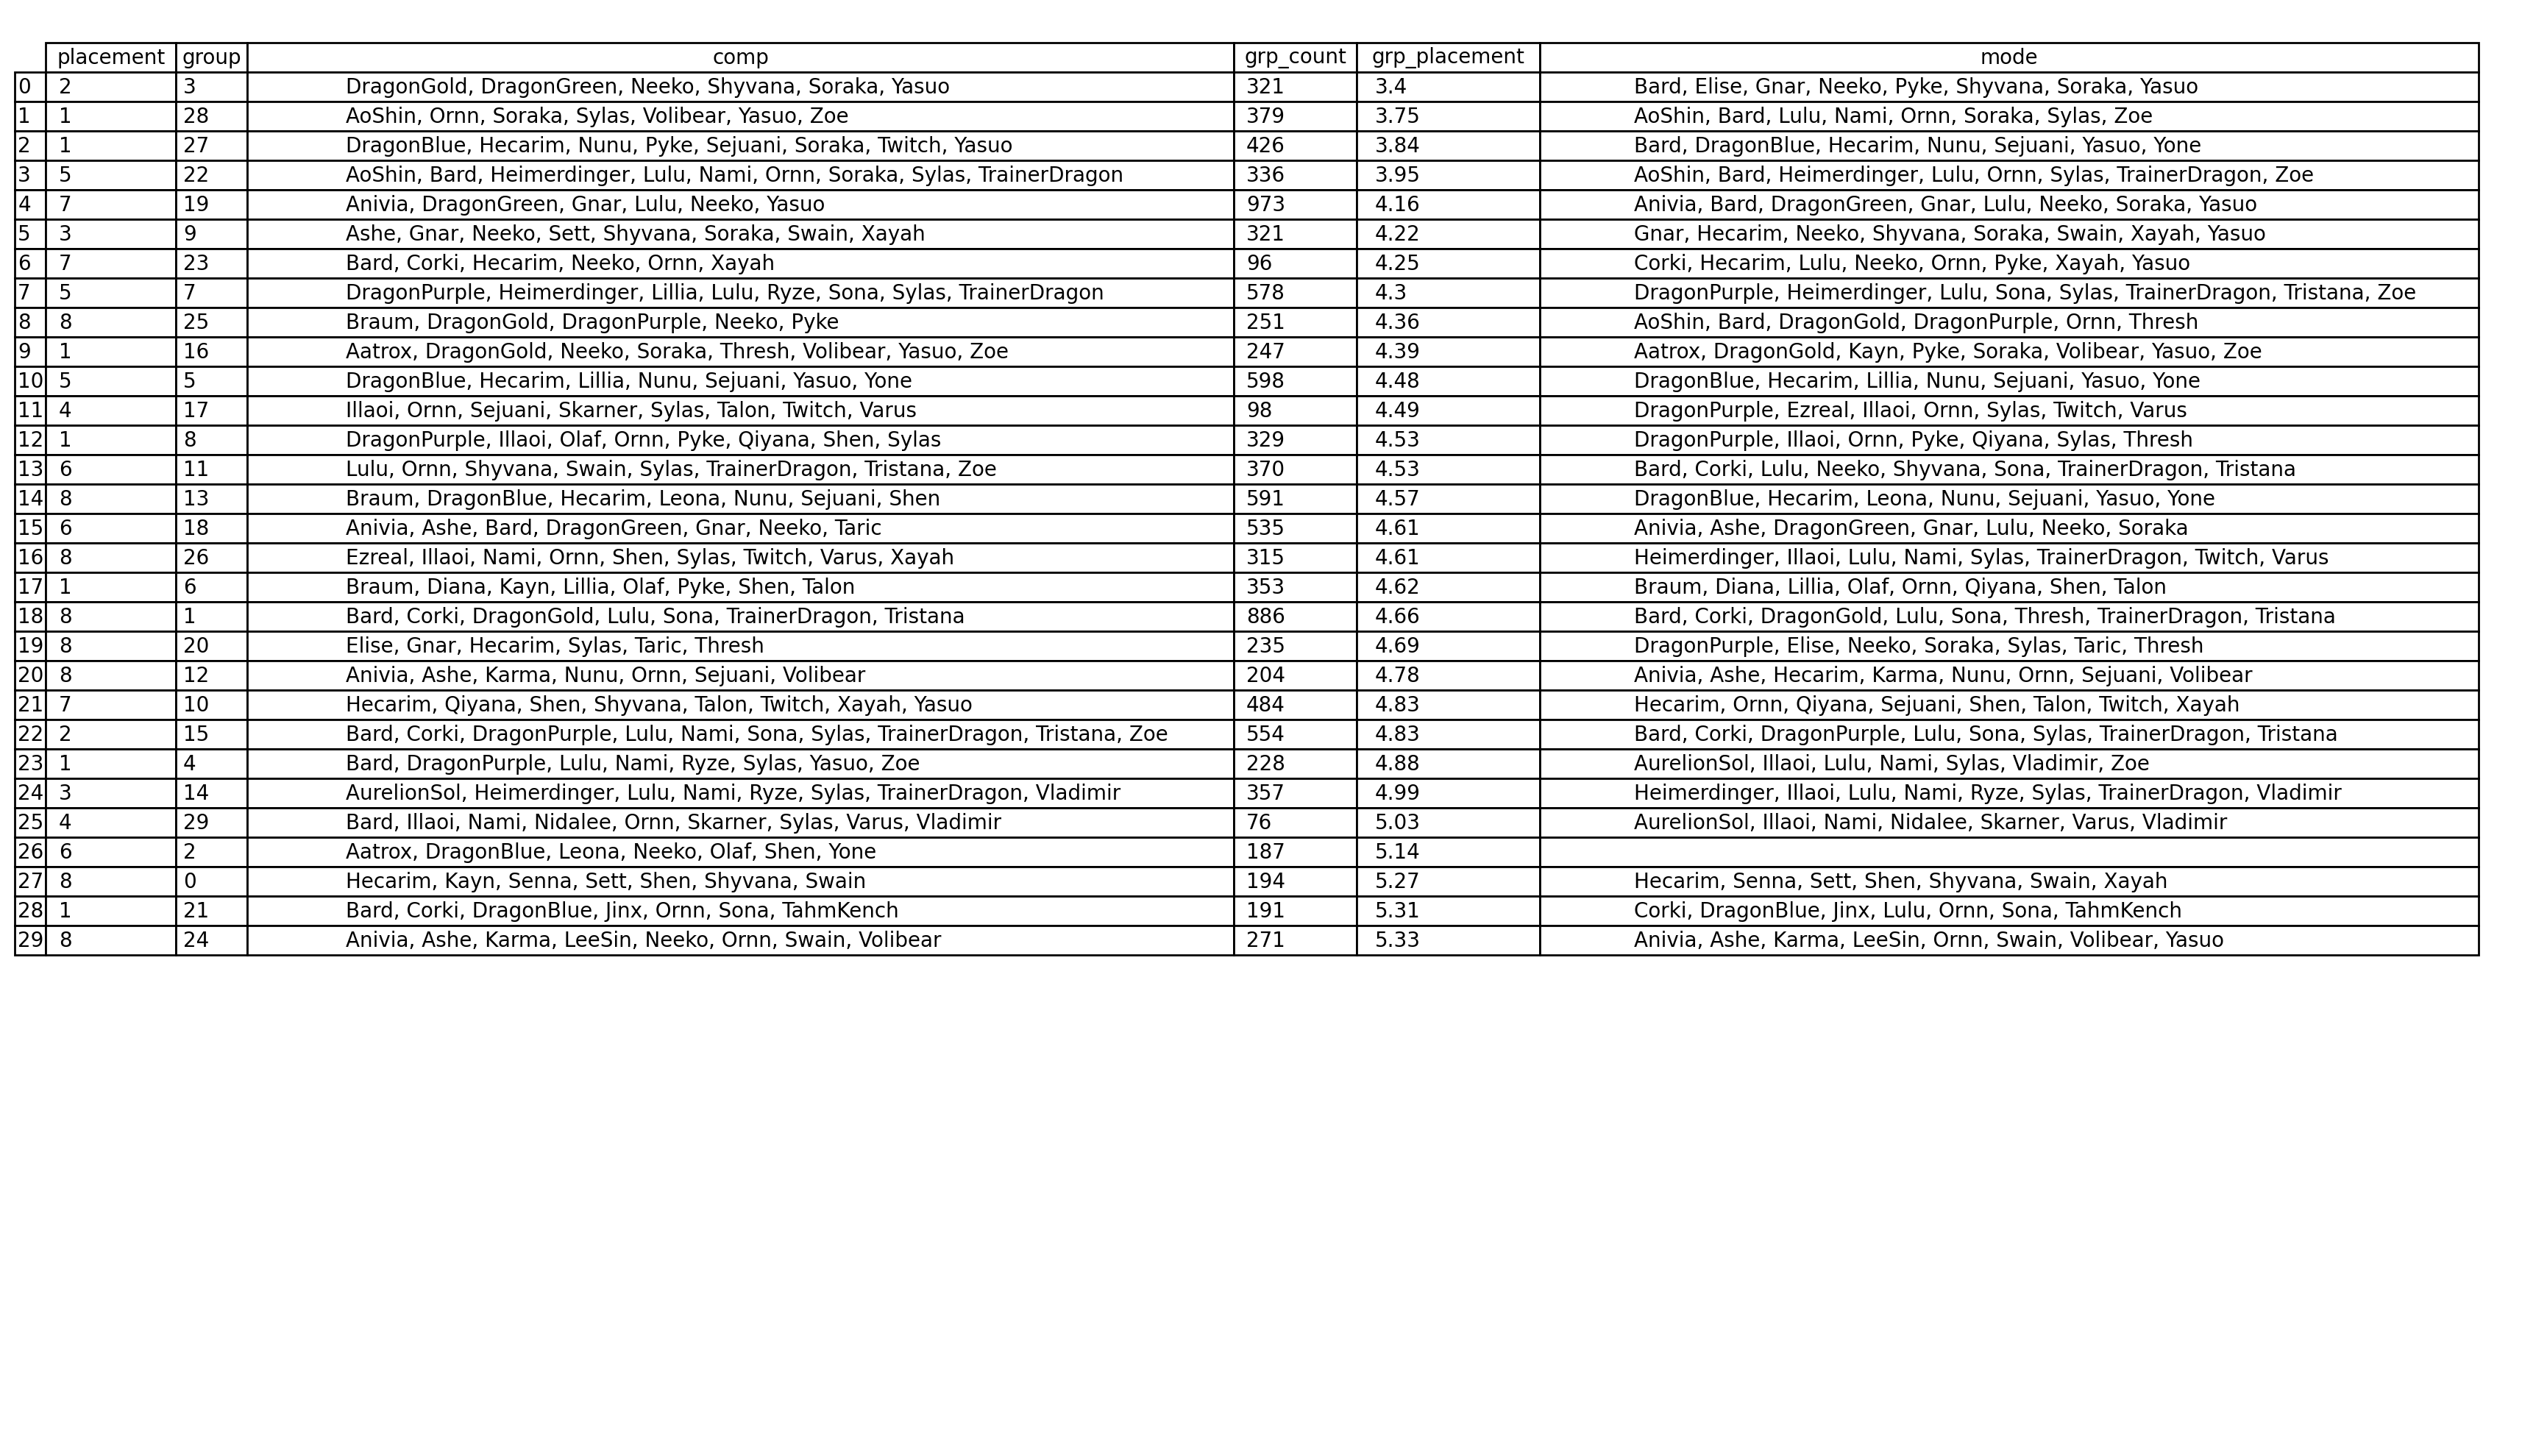 placement group comp grp_count grp_placement mode
0 2 3 DragonGold, DragonGreen, Neeko, Shyvana, Soraka, Yasuo 321 3.4 Bard, Elise, Gnar, Neeko, Pyke, Shyvana, Soraka, Yasuo
1 1 28 AoShin, Ornn, Soraka, Sylas, Volibear, Yasuo, Zoe 379 3.75 AoShin, Bard, Lulu, Nami, Ornn, Soraka, Sylas, Zoe
2 1 27 DragonBlue, Hecarim, Nunu, Pyke, Sejuani, Soraka, Twitch, Yasuo 426 3.84 Bard, DragonBlue, Hecarim, Nunu, Sejuani, Yasuo, Yone
3 5 22 AoShin, Bard, Heimerdinger, Lulu, Nami, Ornn, Soraka, Sylas, TrainerDragon 336 3.95 AoShin, Bard, Heimerdinger, Lulu, Ornn, Sylas, TrainerDragon, Zoe
4 7 19 Anivia, DragonGreen, Gnar, Lulu, Neeko, Yasuo 973 4.16 Anivia, Bard, DragonGreen, Gnar, Lulu, Neeko, Soraka, Yasuo
5 3 9 Ashe, Gnar, Neeko, Sett, Shyvana, Soraka, Swain, Xayah 321 4.22 Gnar, Hecarim, Neeko, Shyvana, Soraka, Swain, Xayah, Yasuo
6 7 23 Bard, Corki, Hecarim, Neeko, Ornn, Xayah 96 4.25 Corki, Hecarim, Lulu, Neeko, Ornn, Pyke, Xayah, Yasuo
7 5 7 DragonPurple, Heimerdinger, Lillia, Lulu, Ryze, Sona, Sylas, TrainerDragon 578 4.3 DragonPurple, Heimerdinger, Lulu, Sona, Sylas, TrainerDragon, Tristana, Zoe
8 8 25 Braum, DragonGold, DragonPurple, Neeko, Pyke 251 4.36 AoShin, Bard, DragonGold, DragonPurple, Ornn, Thresh
9 1 16 Aatrox, DragonGold, Neeko, Soraka, Thresh, Volibear, Yasuo, Zoe 247 4.39 Aatrox, DragonGold, Kayn, Pyke, Soraka, Volibear, Yasuo, Zoe
10 5 5 DragonBlue, Hecarim, Lillia, Nunu, Sejuani, Yasuo, Yone 598 4.48 DragonBlue, Hecarim, Lillia, Nunu, Sejuani, Yasuo, Yone
11 4 17 Illaoi, Ornn, Sejuani, Skarner, Sylas, Talon, Twitch, Varus 98 4.49 DragonPurple, Ezreal, Illaoi, Ornn, Sylas, Twitch, Varus
12 1 8 DragonPurple, Illaoi, Olaf, Ornn, Pyke, Qiyana, Shen, Sylas 329 4.53 DragonPurple, Illaoi, Ornn, Pyke, Qiyana, Sylas, Thresh
13 6 11 Lulu, Ornn, Shyvana, Swain, Sylas, TrainerDragon, Tristana, Zoe 370 4.53 Bard, Corki, Lulu, Neeko, Shyvana, Sona, TrainerDragon, Tristana
14 8 13 Braum, DragonBlue, Hecarim, Leona, Nunu, Sejuani, Shen 591 4.57 DragonBlue, Hecarim, Leona, Nunu, Sejuani, Yasuo, Yone
15 6 18 Anivia, Ashe, Bard, DragonGreen, Gnar, Neeko, Taric 535 4.61 Anivia, Ashe, DragonGreen, Gnar, Lulu, Neeko, Soraka
16 8 26 Ezreal, Illaoi, Nami, Ornn, Shen, Sylas, Twitch, Varus, Xayah 315 4.61 Heimerdinger, Illaoi, Lulu, Nami, Sylas, TrainerDragon, Twitch, Varus
17 1 6 Braum, Diana, Kayn, Lillia, Olaf, Pyke, Shen, Talon 353 4.62 Braum, Diana, Lillia, Olaf, Ornn, Qiyana, Shen, Talon
18 8 1 Bard, Corki, DragonGold, Lulu, Sona, TrainerDragon, Tristana 886 4.66 Bard, Corki, DragonGold, Lulu, Sona, Thresh, TrainerDragon, Tristana
19 8 20 Elise, Gnar, Hecarim, Sylas, Taric, Thresh 235 4.69 DragonPurple, Elise, Neeko, Soraka, Sylas, Taric, Thresh
20 8 12 Anivia, Ashe, Karma, Nunu, Ornn, Sejuani, Volibear 204 4.78 Anivia, Ashe, Hecarim, Karma, Nunu, Ornn, Sejuani, Volibear
21 7 10 Hecarim, Qiyana, Shen, Shyvana, Talon, Twitch, Xayah, Yasuo 484 4.83 Hecarim, Ornn, Qiyana, Sejuani, Shen, Talon, Twitch, Xayah
22 2 15 Bard, Corki, DragonPurple, Lulu, Nami, Sona, Sylas, TrainerDragon, Tristana, Zoe 554 4.83 Bard, Corki, DragonPurple, Lulu, Sona, Sylas, TrainerDragon, Tristana
23 1 4 Bard, DragonPurple, Lulu, Nami, Ryze, Sylas, Yasuo, Zoe 228 4.88 AurelionSol, Illaoi, Lulu, Nami, Sylas, Vladimir, Zoe
24 3 14 AurelionSol, Heimerdinger, Lulu, Nami, Ryze, Sylas, TrainerDragon, Vladimir 357 4.99 Heimerdinger, Illaoi, Lulu, Nami, Ryze, Sylas, TrainerDragon, Vladimir
25 4 29 Bard, Illaoi, Nami, Nidalee, Ornn, Skarner, Sylas, Varus, Vladimir 76 5.03 AurelionSol, Illaoi, Nami, Nidalee, Skarner, Varus, Vladimir
26 6 2 Aatrox, DragonBlue, Leona, Neeko, Olaf, Shen, Yone 187 5.14
27 8 0 Hecarim, Kayn, Senna, Sett, Shen, Shyvana, Swain 194 5.27 Hecarim, Senna, Sett, Shen, Shyvana, Swain, Xayah
28 1 21 Bard, Corki, DragonBlue, Jinx, Ornn, Sona, TahmKench 191 5.31 Corki, DragonBlue, Jinx, Lulu, Ornn, Sona, TahmKench
29 8 24 Anivia, Ashe, Karma, LeeSin, Neeko, Ornn, Swain, Volibear 271 5.33 Anivia, Ashe, Karma, LeeSin, Ornn, Swain, Volibear, Yasuo